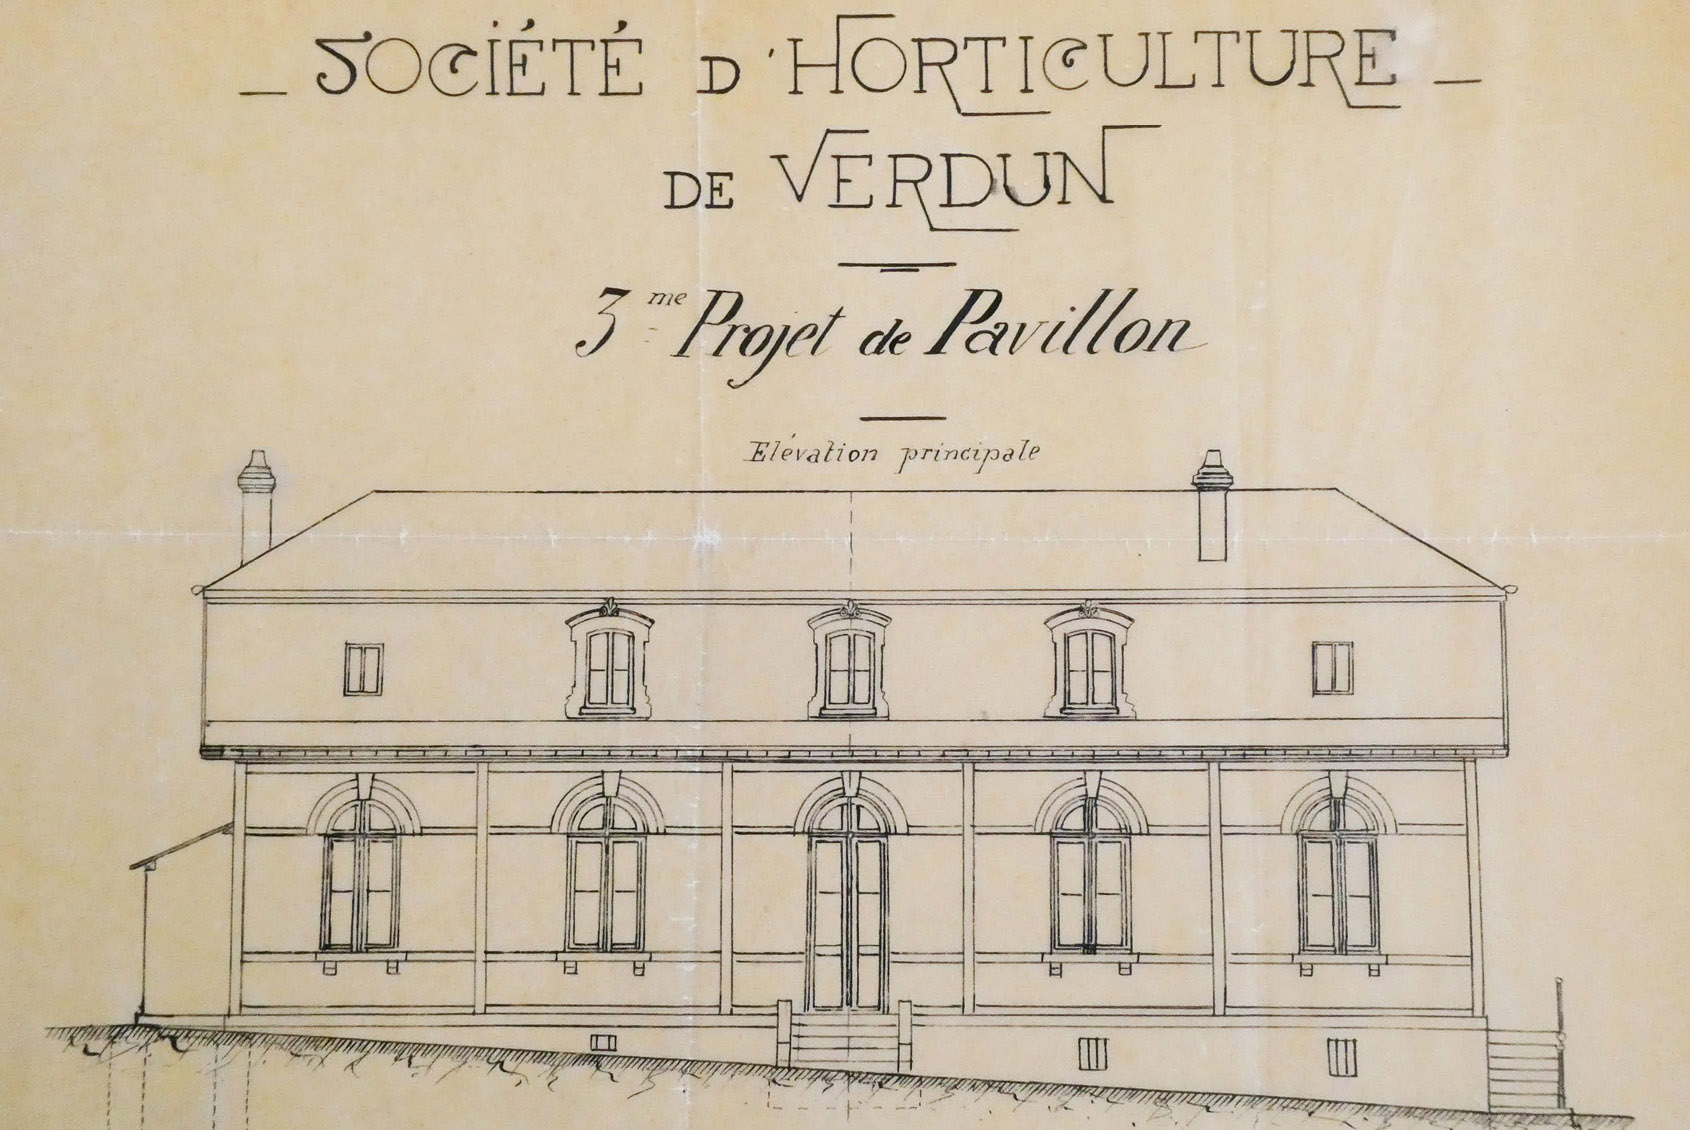 – SOCIÉTÉ D'HORTICULTURE –
DE VERDUN
3me Projet de Pavillon
Elévation principale